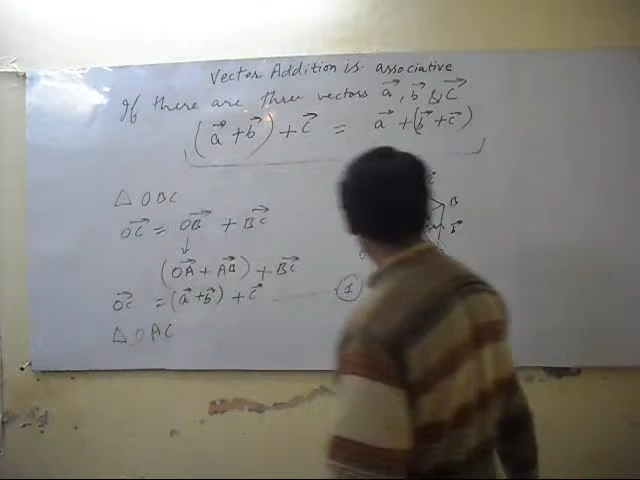 Vector Addition is associative
If there are three vectors a⃗, b⃗ & c⃗
(a⃗ + b⃗) + c⃗ = a⃗ + (b⃗ + c⃗)
△ OBC
OC⃗ = OB⃗ + BC⃗
↓
(OA⃗ + AB⃗) + BC⃗
OC⃗ = (a⃗ + b⃗) + c⃗ ①
△ OAC
B
b⃗